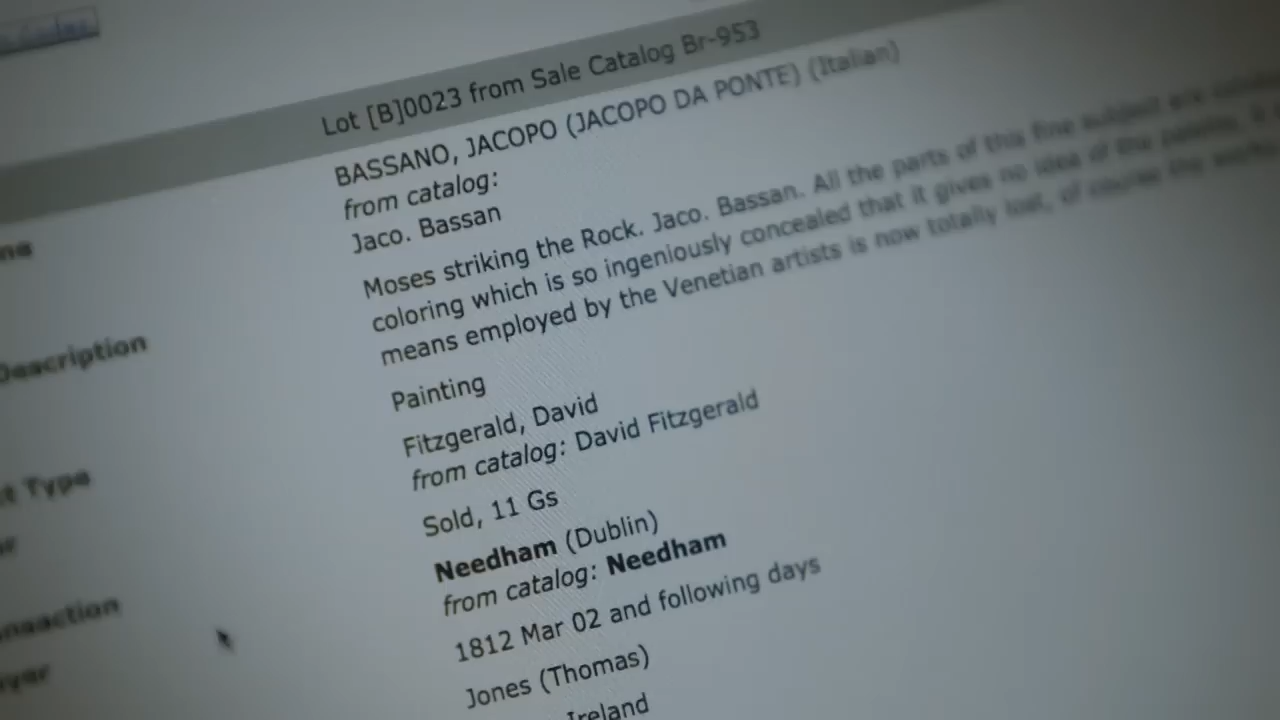 Lot [B]0023 from Sale Catalog Br-953
BASSANO, JACOPO (JACOPO DA PONTE) (Italian)
from catalog:
Jaco. Bassan
Description
Moses striking the Rock. Jaco. Bassan. All the parts of this fine subject are
coloring which is so ingeniously concealed that it gives no idea of the palette, it
means employed by the Venetian artists is now totally lost, of course the works
Painting
Type
Fitzgerald, David
from catalog: David Fitzgerald
Sold, 11 Gs
Needham (Dublin)
from catalog: Needham
1812 Mar 02 and following days
Jones (Thomas)
Ireland